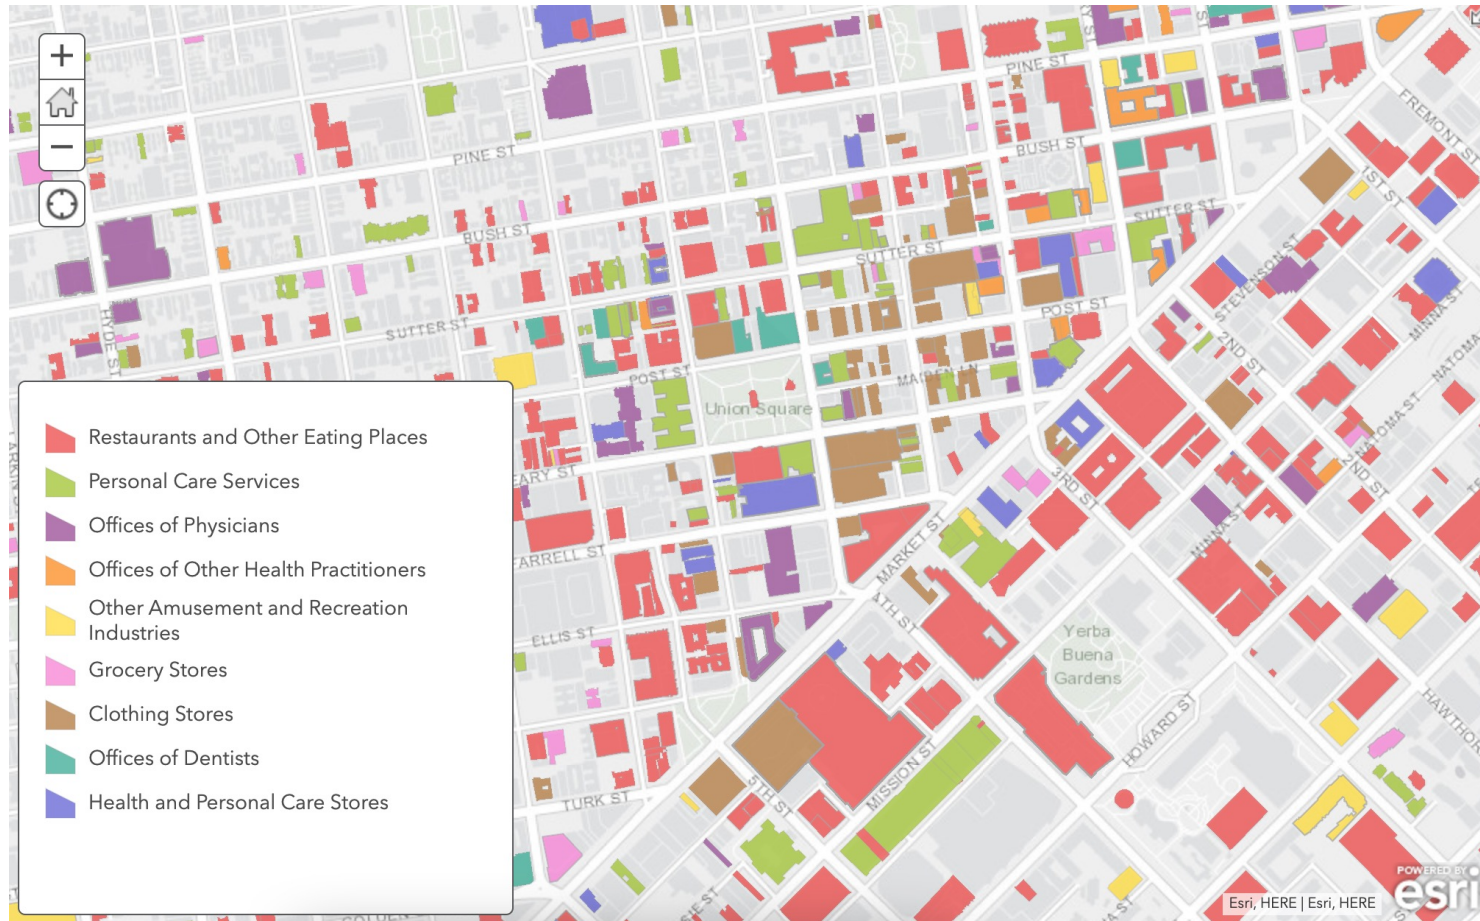 +
−
PINE ST
BUSH ST
PINE ST
BUSH ST
SUTTER ST
SUTTER ST
FREMONT ST
1ST ST
STEVENSON ST
HYDE ST
SUTTER ST
POST ST
2ND ST
MINNA ST
NATOMA
POST ST
MAIDEN LN
Union Square
NATOMA ST
2ND ST
EARY ST
3RD ST
MINNA ST
FARRELL ST
MARKET ST
4TH ST
ELLIS ST
Yerba
Buena
Gardens
HOWARD ST
HAWTHO
MISSION ST
5TH ST
TURK ST
Restaurants and Other Eating Places
Personal Care Services
Offices of Physicians
Offices of Other Health Practitioners
Other Amusement and Recreation
Industries
Grocery Stores
Clothing Stores
Offices of Dentists
Health and Personal Care Stores
POWERED BY
esri
Esri, HERE | Esri, HERE